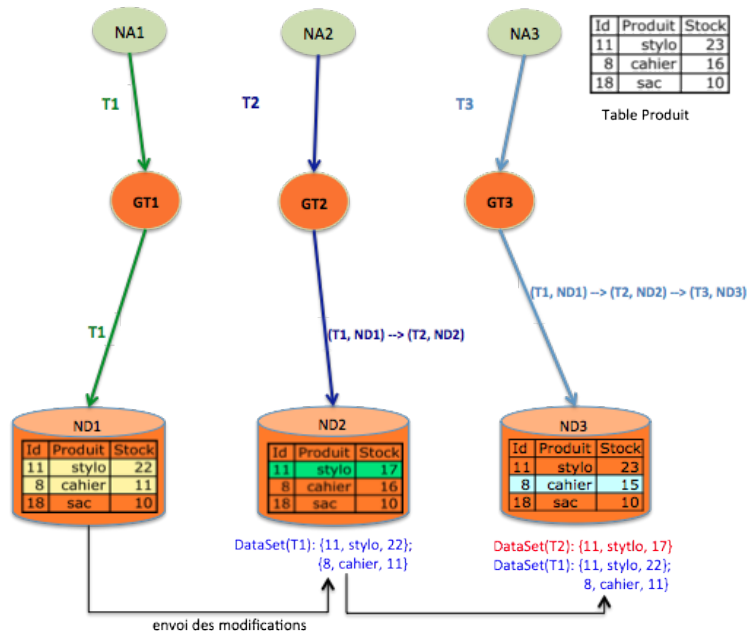 NA1
NA2
NA3
Id Produit Stock
11 stylo 23
8 cahier 16
18 sac 10
Table Produit
T1
T2
T3
GT1
GT2
GT3
(T1, ND1) --> (T2, ND2) --> (T3, ND3)
T1
(T1, ND1) --> (T2, ND2)
ND1
Id Produit Stock
11 stylo 22
8 cahier 11
18 sac 10
ND2
Id Produit Stock
11 stylo 17
8 cahier 16
18 sac 10
ND3
Id Produit Stock
11 stylo 23
8 cahier 15
18 sac 10
DataSet(T1): {11, stylo, 22};
{8, cahier, 11}
DataSet(T2): {11, stytlo, 17}
DataSet(T1): {11, stylo, 22};
8, cahier, 11}
envoi des modifications